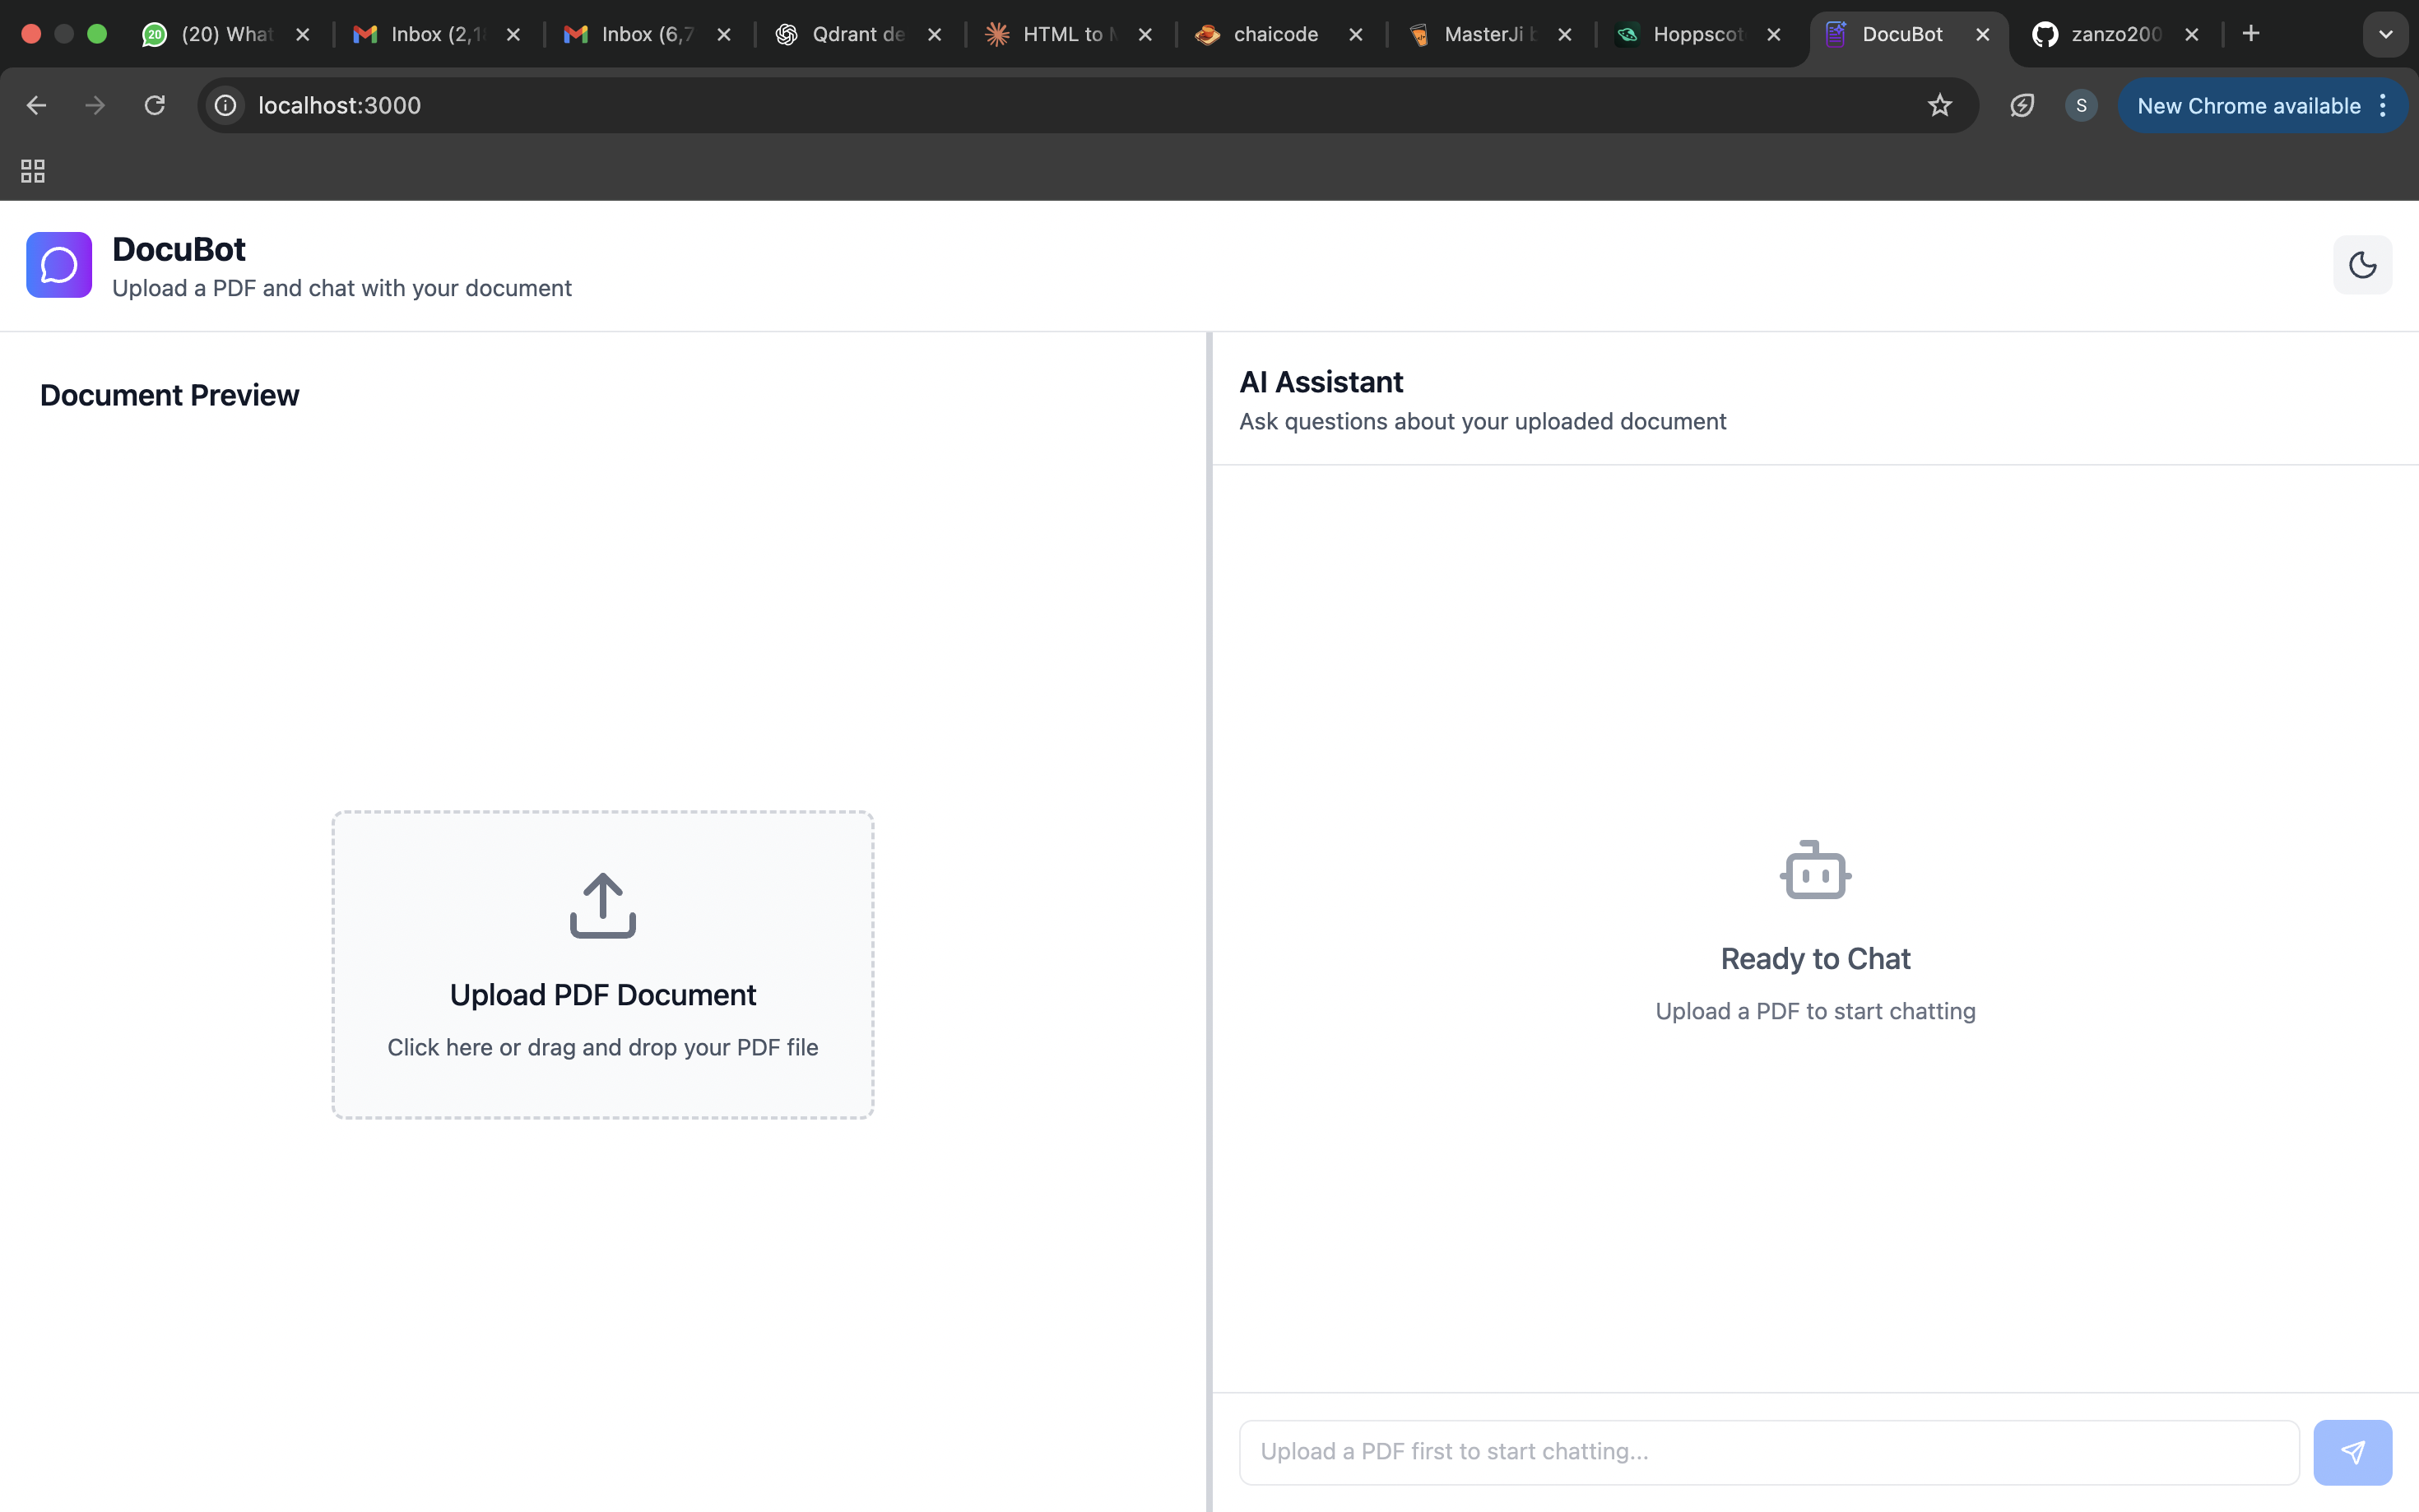 20 (20) What Inbox (2,1 Inbox (6,7 Qdrant de HTML to chaicode MasterJi Hoppscot DocuBot zanzo200
localhost:3000 S New Chrome available
DocuBot
Upload a PDF and chat with your document
Document Preview
Upload PDF Document
Click here or drag and drop your PDF file
AI Assistant
Ask questions about your uploaded document
Ready to Chat
Upload a PDF to start chatting
Upload a PDF first to start chatting...